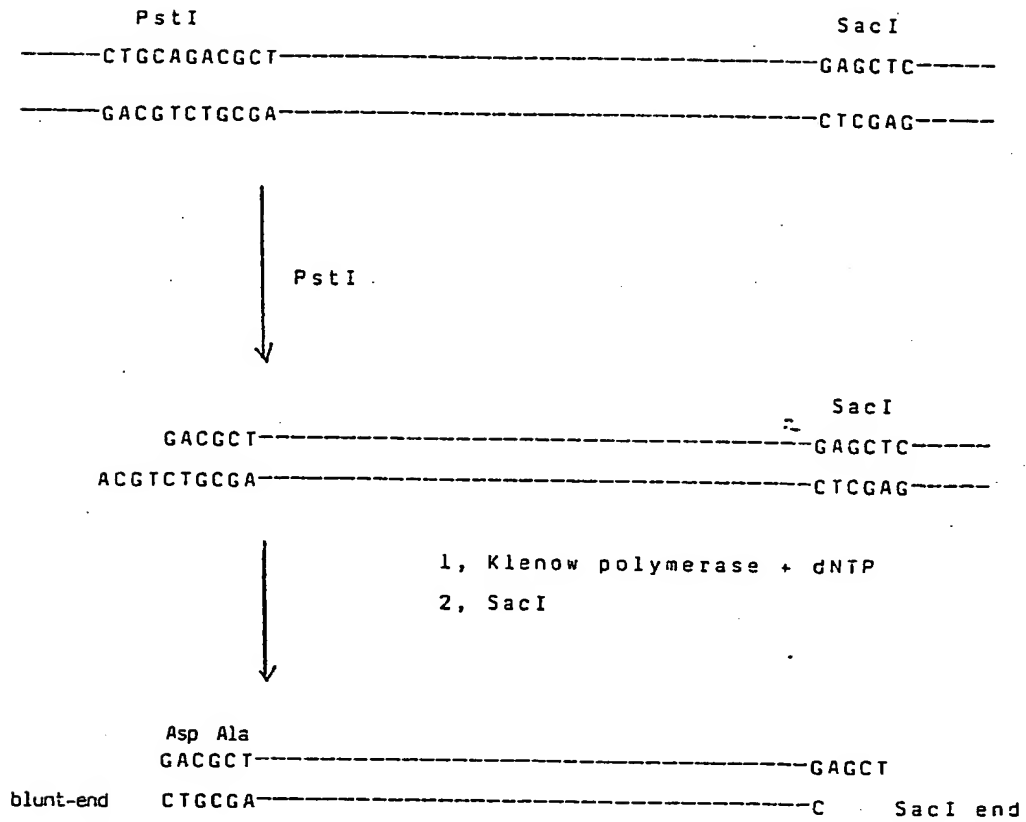 PstI
SacI
CTGCAGACGCT GAGCTC
GACGTCTGCGA CTCGAG
PstI
SacI
GACGCT GAGCTC
ACGTCTGCGA CTCGAG
1, Klenow polymerase + dNTP
2, SacI
Asp Ala
GACGCT GAGCT
blunt-end CTGCGA C SacI end